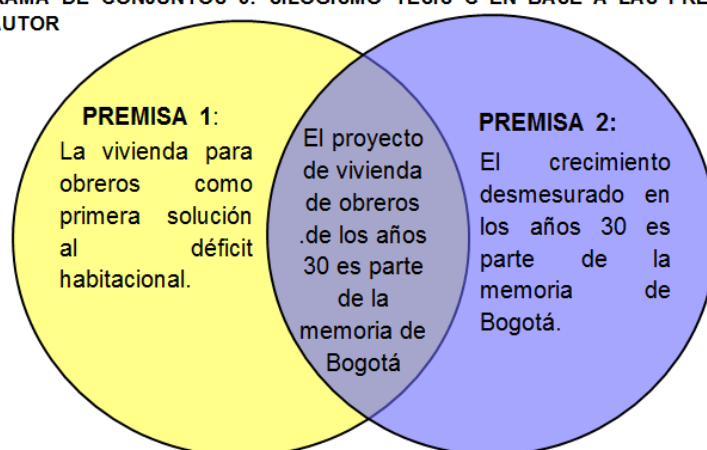 AUTOR
PREMISA 1:
La vivienda para
obreros como
primera solución
al déficit
habitacional.
El proyecto
de vivienda
de obreros
.de los años
30 es parte
de la
memoria de
Bogotá
PREMISA 2:
El crecimiento
desmesurado en
los años 30 es
parte de la
memoria de
Bogotá.